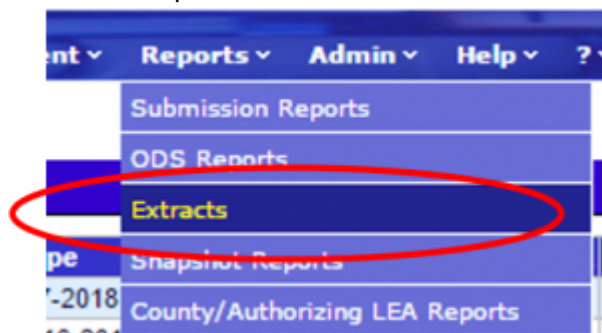 ent Reports Admin Help ?
Submission Reports
ODS Reports
Extracts
pe Snapshot Reports
-2018 County/Authorizing LEA Reports